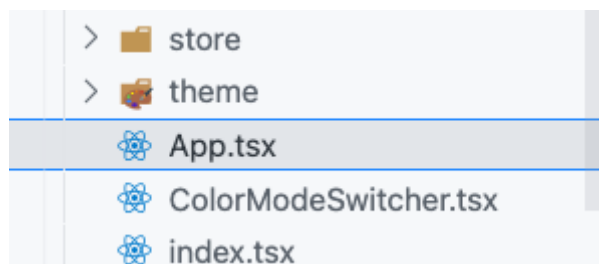 store
theme
App.tsx
ColorModeSwitcher.tsx
index.tsx